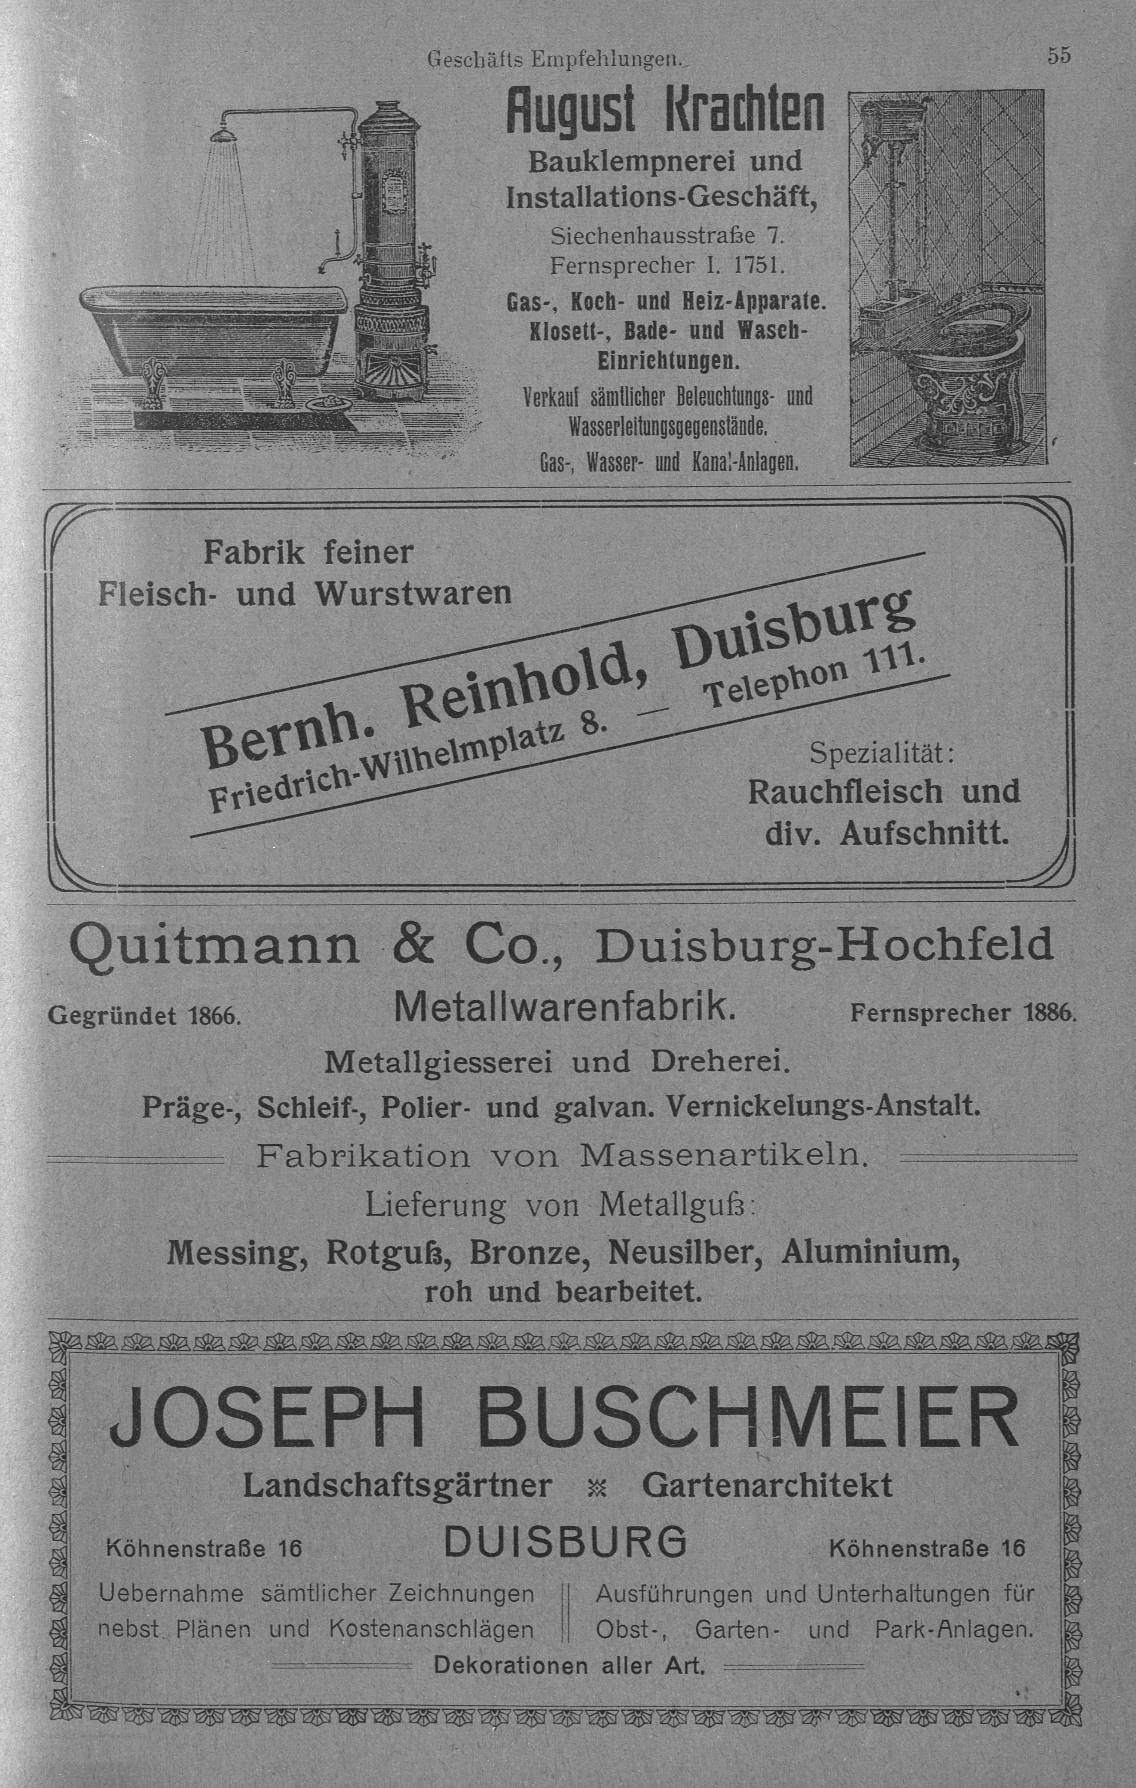 Geschäfts Empfehlungen.
55
August Krachten
Bauklempnerei und
Installations-Geschäft,
Siechenhausstraße 7.
Fernsprecher I. 1751.
Gas-, Koch- und Heiz-Apparate.
Klosett-, Bade- und Wasch-
Einrichtungen.
Verkauf sämtlicher Beleuchtungs- und
Wasserleitungsgegenstände.
Gas-, Wasser- und Kanal-Anlagen.
Fabrik feiner
Fleisch- und Wurstwaren
Bernh. Reinhold, Duisburg
Friedrich-Wilhelmplatz 8. — Telephon 111.
Spezialität:
Rauchfleisch und
div. Aufschnitt.
Quitmann & Co., Duisburg-Hochfeld
Gegründet 1866. Metallwarenfabrik. Fernsprecher 1886.
Metallgiesserei und Dreherei.
Präge-, Schleif-, Polier- und galvan. Vernickelungs-Anstalt.
Fabrikation von Massenartikeln.
Lieferung von Metallguß:
Messing, Rotguß, Bronze, Neusilber, Aluminium,
roh und bearbeitet.
JOSEPH BUSCHMEIER
Landschaftsgärtner ※ Gartenarchitekt
Köhnenstraße 16 DUISBURG Köhnenstraße 16
Uebernahme sämtlicher Zeichnungen
nebst Plänen und Kostenanschlägen
Ausführungen und Unterhaltungen für
Obst-, Garten- und Park-Anlagen.
Dekorationen aller Art.